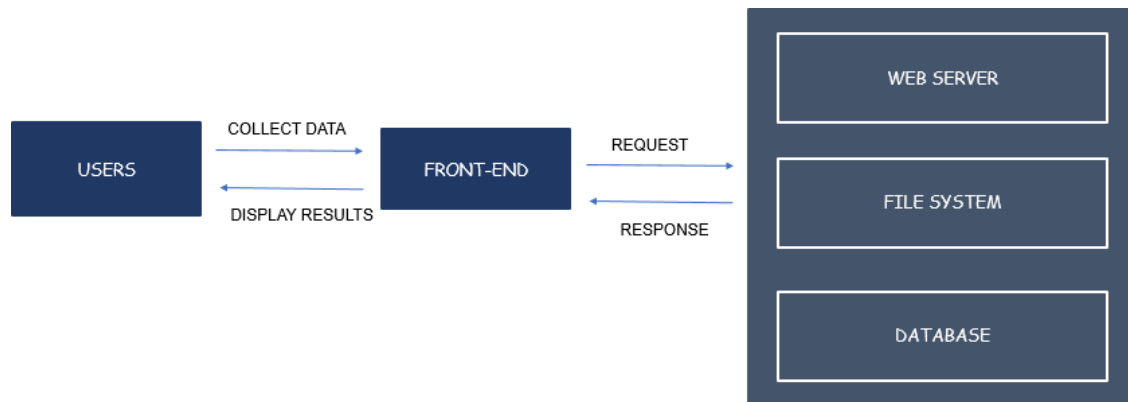 USERS
COLLECT DATA
DISPLAY RESULTS
FRONT-END
REQUEST
RESPONSE
WEB SERVER
FILE SYSTEM
DATABASE